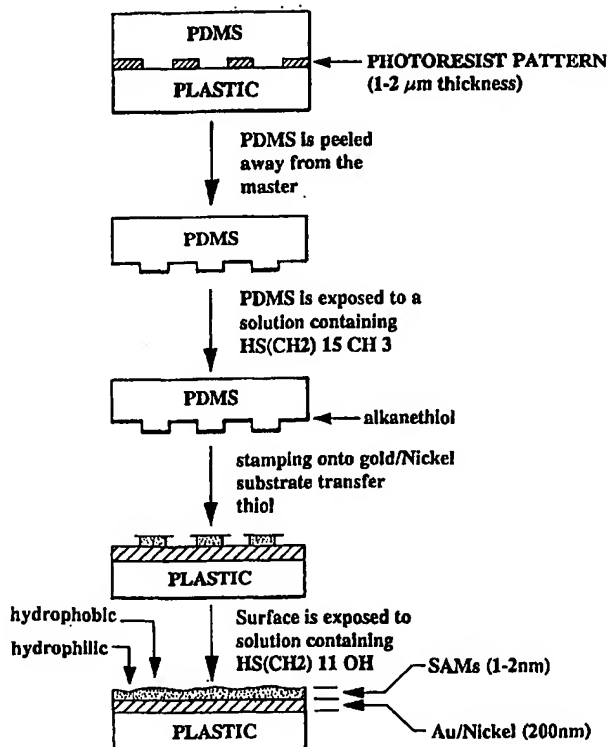 PDMS
PHOTORESIST PATTERN
(1-2 μm thickness)
PLASTIC
PDMS is peeled
away from the
master
PDMS
PDMS is exposed to a
solution containing
HS(CH2) 15 CH 3
PDMS
alkanethiol
stamping onto gold/Nickel
substrate transfer
thiol
PLASTIC
hydrophobic
hydrophilic
Surface is exposed to
solution containing
HS(CH2) 11 OH
SAMs (1-2nm)
PLASTIC
Au/Nickel (200nm)